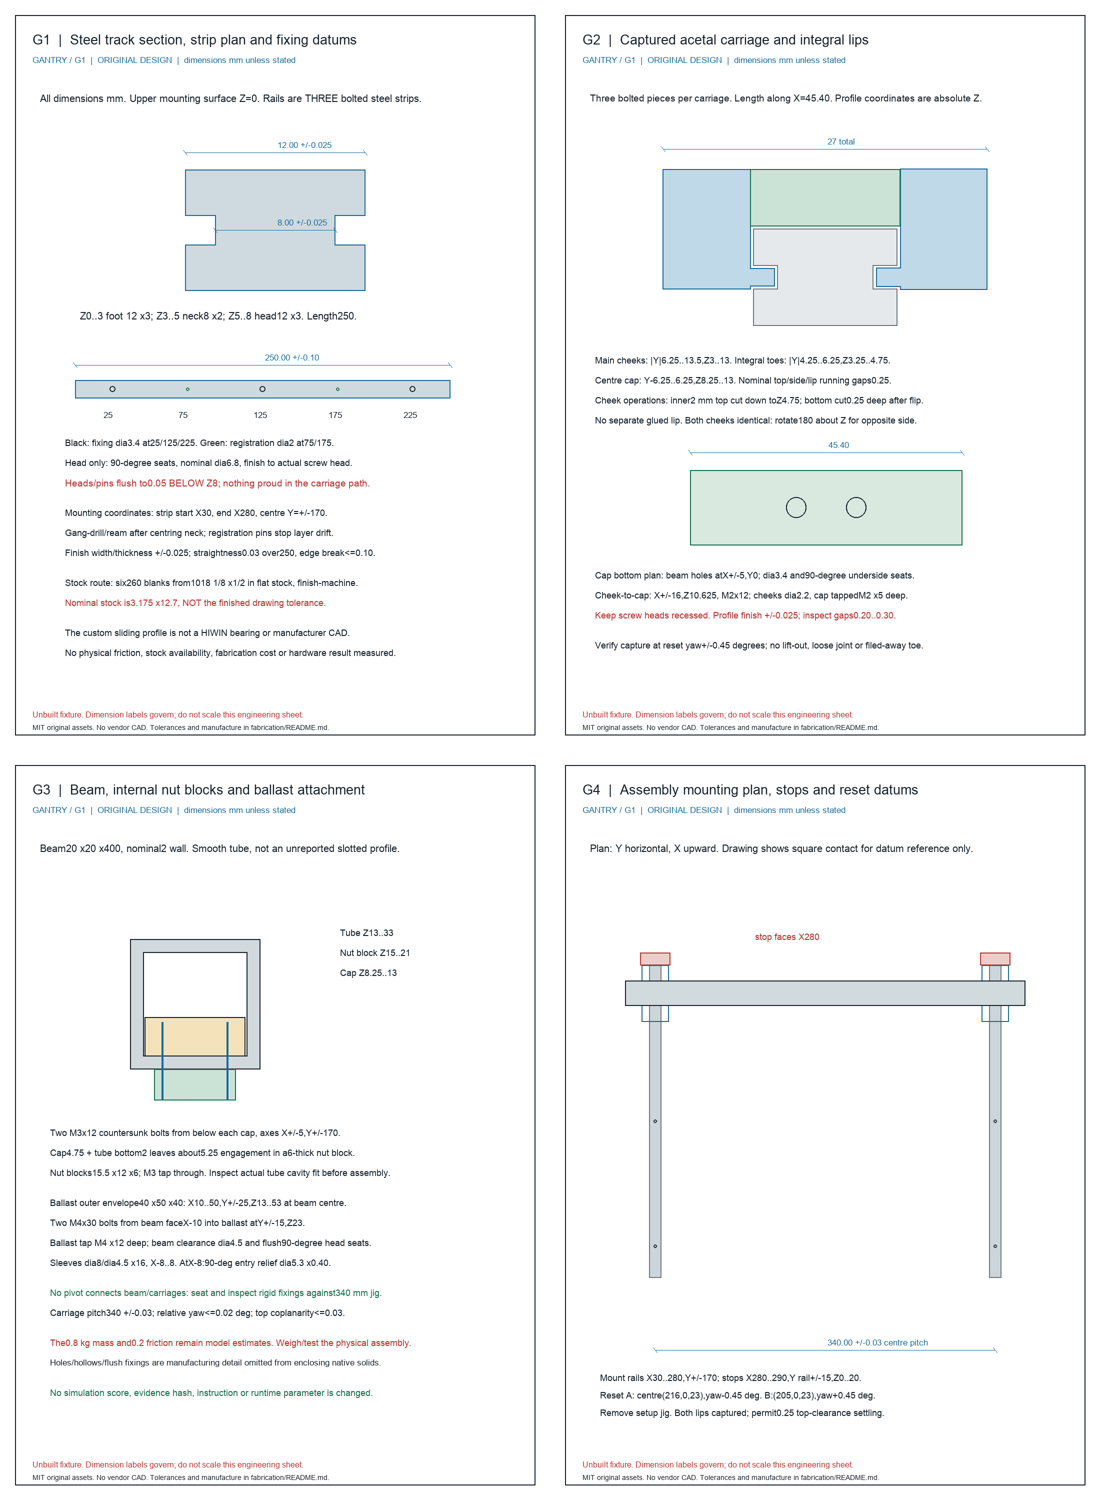 G1 | Steel track section, strip plan and fixing datums
GANTRY / G1 | ORIGINAL DESIGN | dimensions mm unless stated
All dimensions mm. Upper mounting surface Z=0. Rails are THREE bolted steel strips.
12.00 +/-0.025
8.00 +/-0.025
Z0..3 foot 12 x3; Z3..5 neck8 x2; Z5..8 head12 x3. Length250.
250.00 +/-0.10
25 75 125 175 225
Black: fixing dia3.4 at25/125/225. Green: registration dia2 at75/175.
Head only: 90-degree seats, nominal dia6.8, finish to actual screw head.
Heads/pins flush to0.05 BELOW Z8; nothing proud in the carriage path.
Mounting coordinates: strip start X30, end X280, centre Y=+/-170.
Gang-drill/ream after centring neck; registration pins stop layer drift.
Finish width/thickness +/-0.025; straightness0.03 over250, edge break<=0.10.
Stock route: six260 blanks from1018 1/8 x1/2 in flat stock, finish-machine.
Nominal stock is3.175 x12.7, NOT the finished drawing tolerance.
The custom sliding profile is not a HIWIN bearing or manufacturer CAD.
No physical friction, stock availability, fabrication cost or hardware result measured.
Unbuilt fixture. Dimension labels govern; do not scale this engineering sheet.
MIT original assets. No vendor CAD. Tolerances and manufacture in fabrication/README.md.
G2 | Captured acetal carriage and integral lips
GANTRY / G1 | ORIGINAL DESIGN | dimensions mm unless stated
Three bolted pieces per carriage. Length along X=45.40. Profile coordinates are absolute Z.
27 total
Main cheeks: |Y|6.25..13.5,Z3..13. Integral toes: |Y|4.25..6.25,Z3.25..4.75.
Centre cap: Y-6.25..6.25,Z8.25..13. Nominal top/side/lip running gaps0.25.
Cheek operations: inner2 mm top cut down toZ4.75; bottom cut0.25 deep after flip.
No separate glued lip. Both cheeks identical: rotate180 about Z for opposite side.
45.40
Cap bottom plan: beam holes atX+/-5,Y0; dia3.4 and90-degree underside seats.
Cheek-to-cap: X+/-16,Z10.625, M2x12; cheeks dia2.2, cap tappedM2 x5 deep.
Keep screw heads recessed. Profile finish +/-0.025; inspect gaps0.20..0.30.
Verify capture at reset yaw+/-0.45 degrees; no lift-out, loose joint or filed-away toe.
Unbuilt fixture. Dimension labels govern; do not scale this engineering sheet.
MIT original assets. No vendor CAD. Tolerances and manufacture in fabrication/README.md.
G3 | Beam, internal nut blocks and ballast attachment
GANTRY / G1 | ORIGINAL DESIGN | dimensions mm unless stated
Beam20 x20 x400, nominal2 wall. Smooth tube, not an unreported slotted profile.
Tube Z13..33
Nut block Z15..21
Cap Z8.25..13
Two M3x12 countersunk bolts from below each cap, axes X+/-5,Y+/-170.
Cap4.75 + tube bottom2 leaves about5.25 engagement in a6-thick nut block.
Nut blocks15.5 x12 x6; M3 tap through. Inspect actual tube cavity fit before assembly.
Ballast outer envelope40 x50 x40: X10..50,Y+/-25,Z13..53 at beam centre.
Two M4x30 bolts from beam faceX-10 into ballast atY+/-15,Z23.
Ballast tap M4 x12 deep; beam clearance dia4.5 and flush90-degree head seats.
Sleeves dia8/dia4.5 x16, X-8..8. AtX-8:90-deg entry relief dia5.3 x0.40.
No pivot connects beam/carriages: seat and inspect rigid fixings against340 mm jig.
Carriage pitch340 +/-0.03; relative yaw<=0.02 deg; top coplanarity<=0.03.
The0.8 kg mass and0.2 friction remain model estimates. Weigh/test the physical assembly.
Holes/hollows/flush fixings are manufacturing detail omitted from enclosing native solids.
No simulation score, evidence hash, instruction or runtime parameter is changed.
Unbuilt fixture. Dimension labels govern; do not scale this engineering sheet.
MIT original assets. No vendor CAD. Tolerances and manufacture in fabrication/README.md.
G4 | Assembly mounting plan, stops and reset datums
GANTRY / G1 | ORIGINAL DESIGN | dimensions mm unless stated
Plan: Y horizontal, X upward. Drawing shows square contact for datum reference only.
stop faces X280
340.00 +/-0.03 centre pitch
Mount rails X30..280,Y+/-170; stops X280..290,Y rail+/-15,Z0..20.
Reset A: centre(216,0,23),yaw-0.45 deg. B:(205,0,23),yaw+0.45 deg.
Remove setup jig. Both lips captured; permit0.25 top-clearance settling.
Unbuilt fixture. Dimension labels govern; do not scale this engineering sheet.
MIT original assets. No vendor CAD. Tolerances and manufacture in fabrication/README.md.